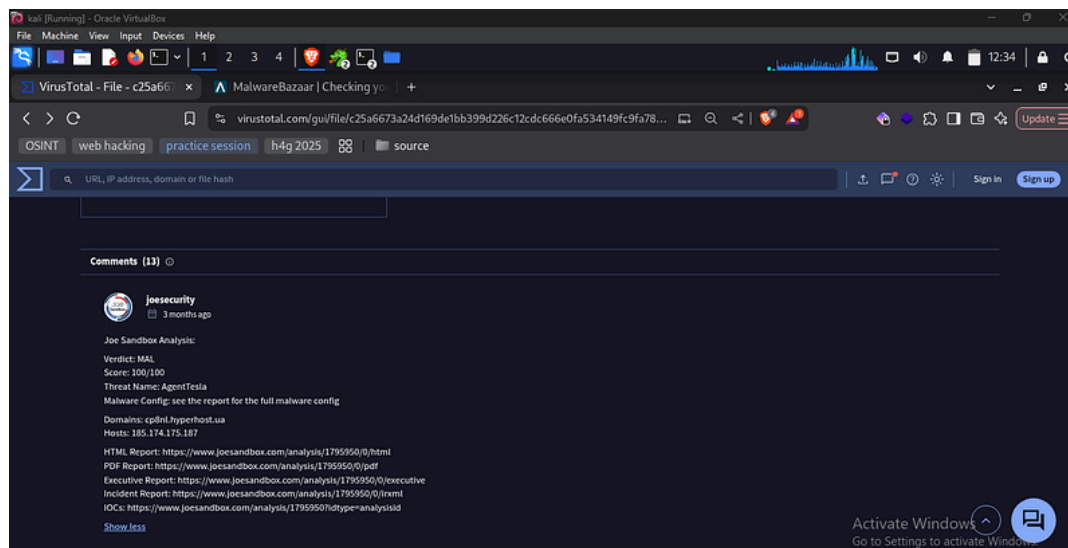 kali [Running] - Oracle VirtualBox
File Machine View Input Devices Help
1 2 3 4 2 2 12:34
VirusTotal - File - c25a667 × MalwareBazaar | Checking yo +
virustotal.com/gui/file/c25a6673a24d169de1bb399d226c12cdc666e0fa534149fc9fa78... Update
OSINT web hacking practice session h4g 2025 source
URL, IP address, domain or file hash Sign in Sign up
Comments (13)
joesecurity
3 months ago
Joe Sandbox Analysis:
Verdict: MAL
Score: 100/100
Threat Name: AgentTesla
Malware Config: see the report for the full malware config
Domains: cp8nl.hyperhost.ua
Hosts: 185.174.175.187
HTML Report: https://www.joesandbox.com/analysis/1795950/0/html
PDF Report: https://www.joesandbox.com/analysis/1795950/0/pdf
Executive Report: https://www.joesandbox.com/analysis/1795950/0/executive
Incident Report: https://www.joesandbox.com/analysis/1795950/0/irxml
IOCs: https://www.joesandbox.com/analysis/1795950?idtype=analysisid
Show less
Activate Windows
Go to Settings to activate Windows.